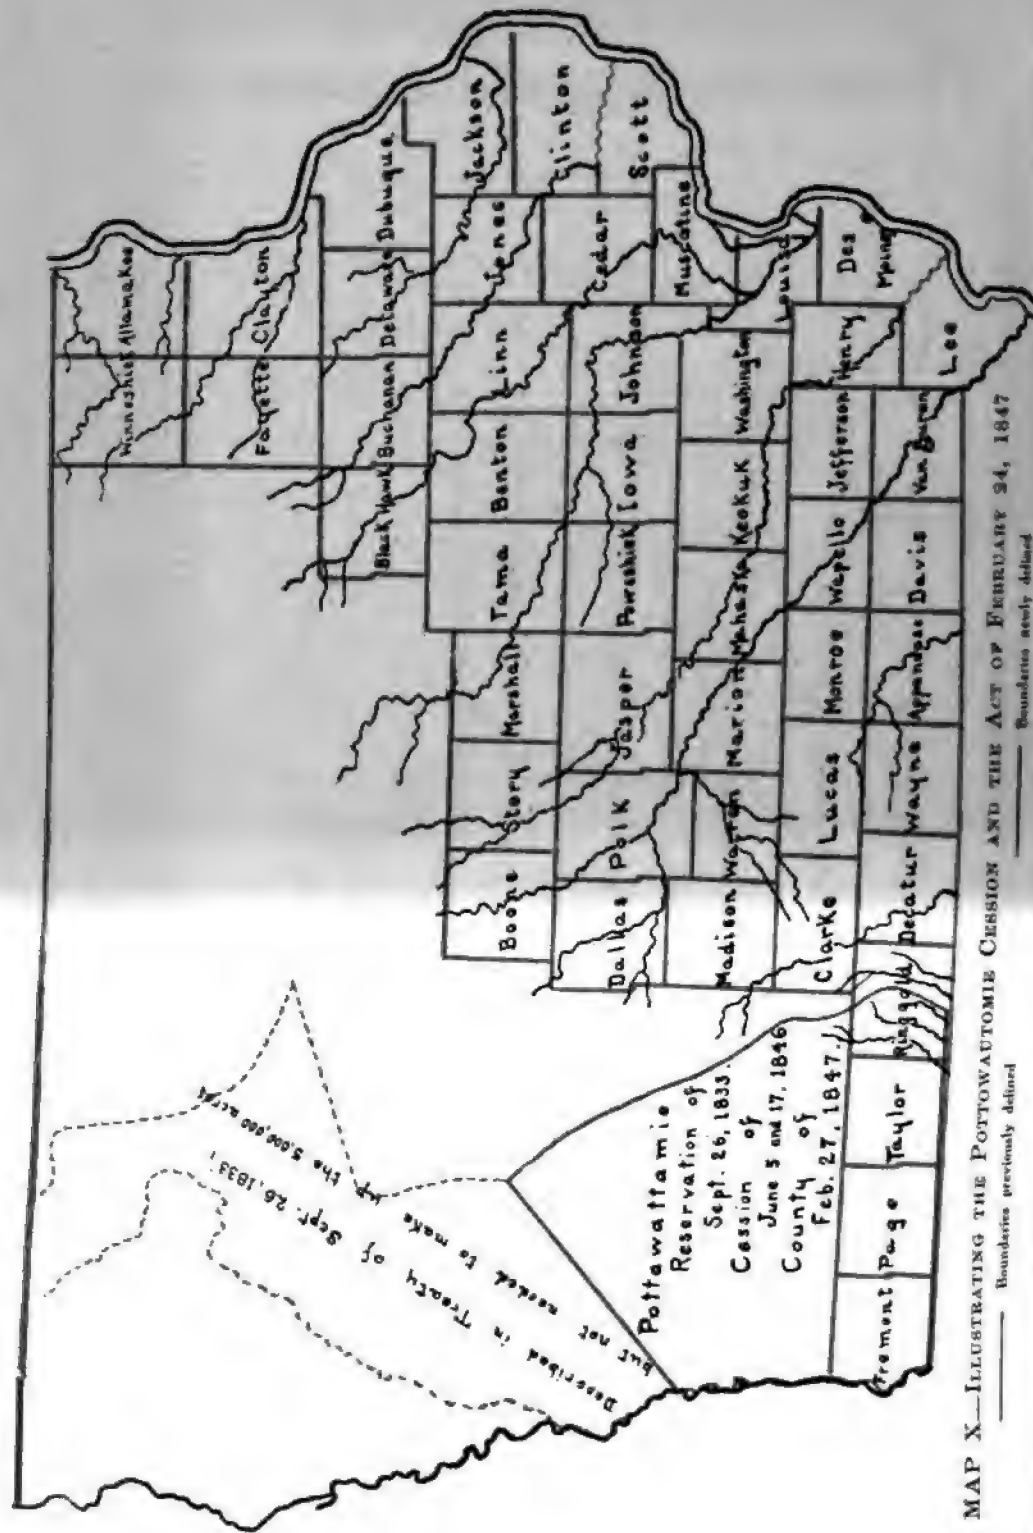 Winneshiek
Allamakee
Fayette
Clayton
Black Hawk
Buchanan
Delaware
Dubuque
Jackson
Marshall
Tama
Benton
Linn
Jones
Clinton
Boone
Story
Cedar
Scott
Dallas
Polk
Jasper
Poweshiek
Iowa
Johnson
Muscatine
Madison
Warren
Marion
Mahaska
Keokuk
Washington
Louisa
Clarke
Lucas
Monroe
Wapello
Jefferson
Henry
Des
Moines
Fremont
Page
Taylor
Ringgold
Decatur
Wayne
Appanoose
Davis
Van Buren
Lee
Described in Treaty of Sept. 26, 1833;
but not needed to make up the 5,000,000 acres
Pottawattamie
Reservation of
Sept. 26, 1833.
Cession of
June 5 and 17, 1846
County of
Feb. 27, 1847.
MAP X—ILLUSTRATING THE POTTOWAUTOMIE CESSION AND THE ACT OF FEBRUARY 24, 1847
Boundaries previously defined
Boundaries newly defined